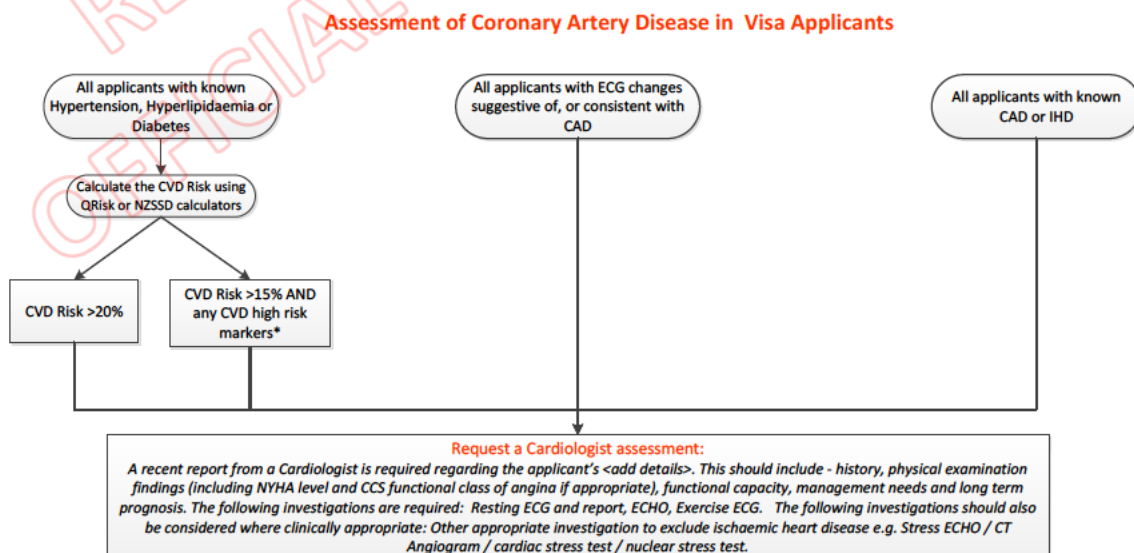 Assessment of Coronary Artery Disease in Visa Applicants
All applicants with known
Hypertension, Hyperlipidaemia or
Diabetes
All applicants with ECG changes
suggestive of, or consistent with
CAD
All applicants with known
CAD or IHD
Calculate the CVD Risk using
QRisk or NZSSD calculators
CVD Risk >20%
CVD Risk >15% AND
any CVD high risk
markers*
Request a Cardiologist assessment:
A recent report from a Cardiologist is required regarding the applicant's <add details>. This should include - history, physical examination
findings (including NYHA level and CCS functional class of angina if appropriate), functional capacity, management needs and long term
prognosis. The following investigations are required: Resting ECG and report, ECHO, Exercise ECG. The following investigations should also
be considered where clinically appropriate: Other appropriate investigation to exclude ischaemic heart disease e.g. Stress ECHO / CT
Angiogram / cardiac stress test / nuclear stress test.
OFFICIAL